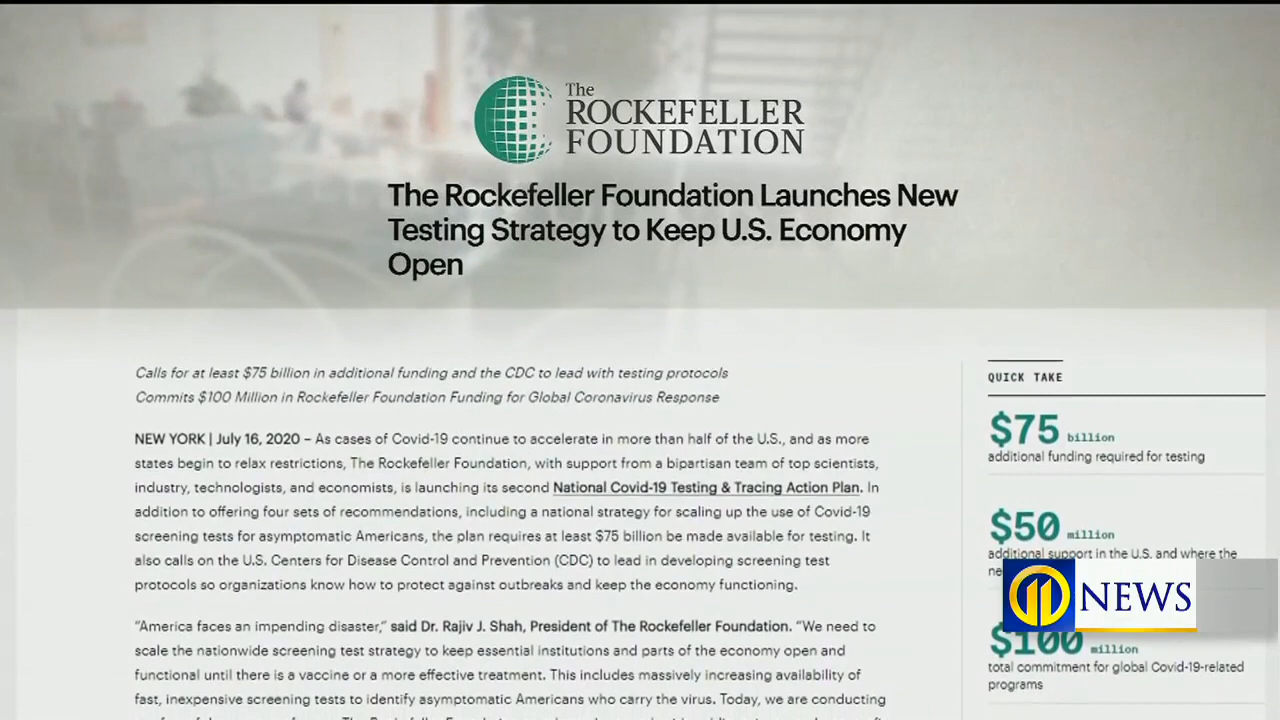 The
ROCKEFELLER
FOUNDATION
The Rockefeller Foundation Launches New
Testing Strategy to Keep U.S. Economy
Open
Calls for at least $75 billion in additional funding and the CDC to lead with testing protocols
Commits $100 Million in Rockefeller Foundation Funding for Global Coronavirus Response
NEW YORK | July 16, 2020 – As cases of Covid-19 continue to accelerate in more than half of the U.S., and as more
states begin to relax restrictions, The Rockefeller Foundation, with support from a bipartisan team of top scientists,
industry, technologists, and economists, is launching its second National Covid-19 Testing & Tracing Action Plan. In
addition to offering four sets of recommendations, including a national strategy for scaling up the use of Covid-19
screening tests for asymptomatic Americans, the plan requires at least $75 billion be made available for testing. It
also calls on the U.S. Centers for Disease Control and Prevention (CDC) to lead in developing screening test
protocols so organizations know how to protect against outbreaks and keep the economy functioning.
“America faces an impending disaster,” said Dr. Rajiv J. Shah, President of The Rockefeller Foundation. “We need to
scale the nationwide screening test strategy to keep essential institutions and parts of the economy open and
functional until there is a vaccine or a more effective treatment. This includes massively increasing availability of
fast, inexpensive screening tests to identify asymptomatic Americans who carry the virus. Today, we are conducting
QUICK TAKE
$75 billion
additional funding required for testing
$50 million
additional support in the U.S. and where the
11 NEWS
$100 million
total commitment for global Covid-19-related
programs